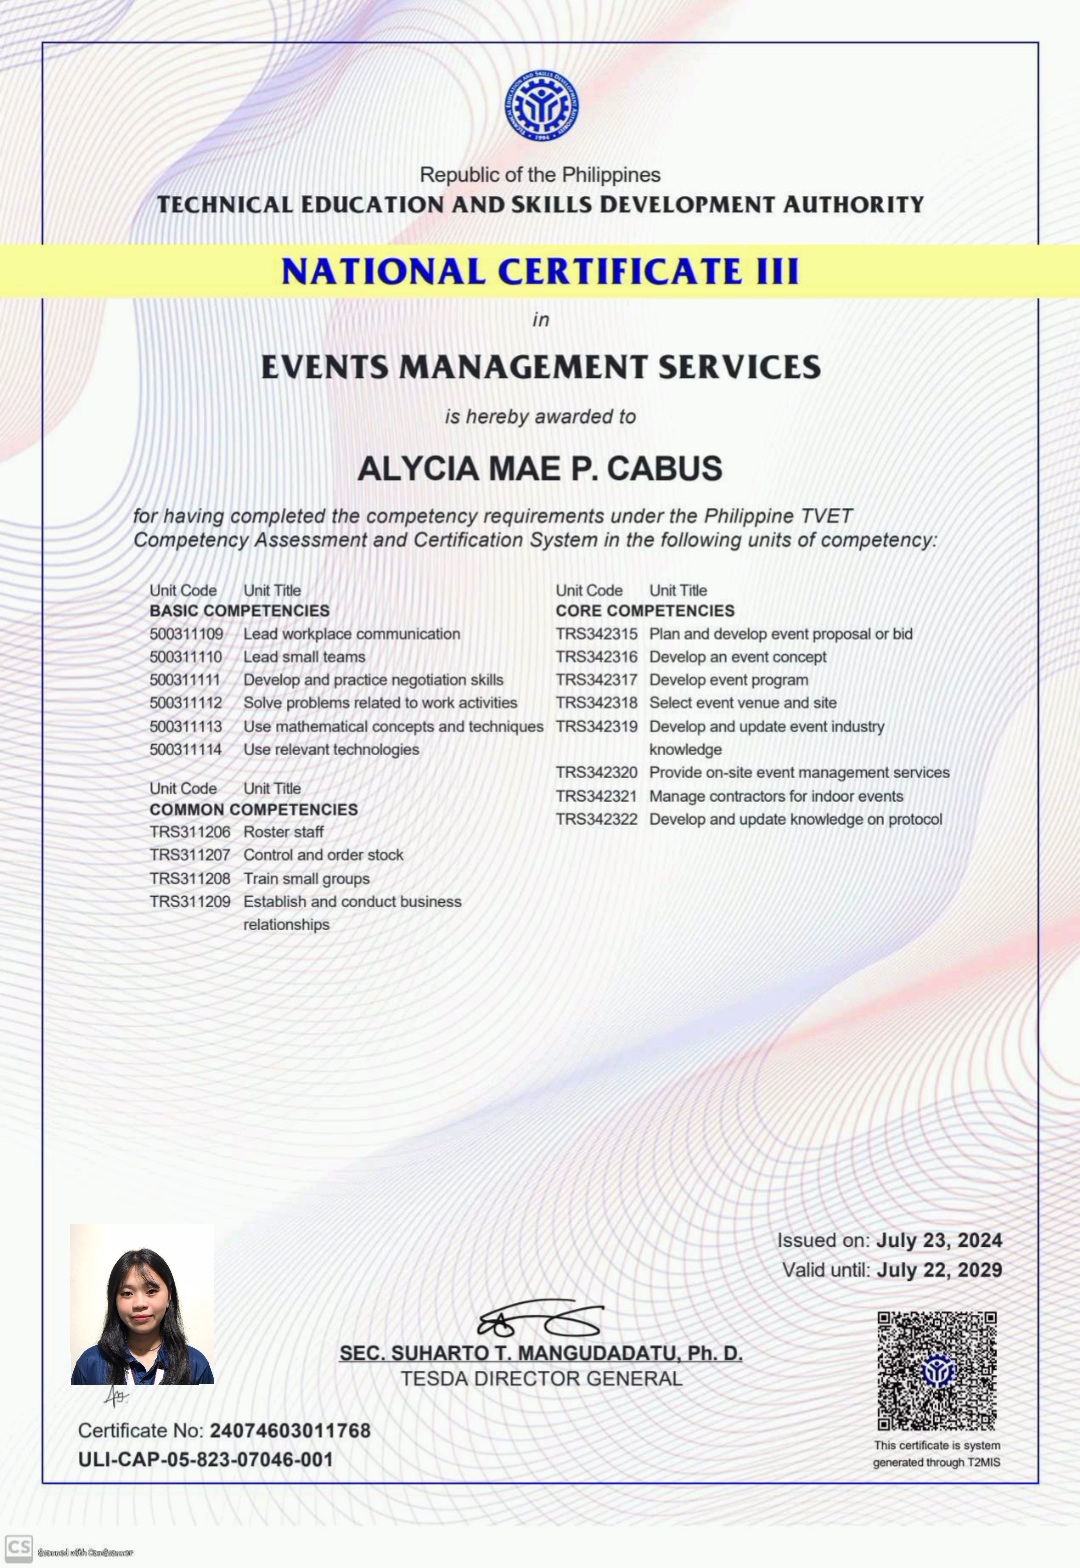 TECHNICAL EDUCATION AND SKILLS DEVELOPMENT AUTHORITY
1994
Republic of the Philippines
TECHNICAL EDUCATION AND SKILLS DEVELOPMENT AUTHORITY
NATIONAL CERTIFICATE III
in
EVENTS MANAGEMENT SERVICES
is hereby awarded to
ALYCIA MAE P. CABUS
for having completed the competency requirements under the Philippine TVET
Competency Assessment and Certification System in the following units of competency:
Unit Code Unit Title
BASIC COMPETENCIES
500311109 Lead workplace communication
500311110 Lead small teams
500311111 Develop and practice negotiation skills
500311112 Solve problems related to work activities
500311113 Use mathematical concepts and techniques
500311114 Use relevant technologies
Unit Code Unit Title
COMMON COMPETENCIES
TRS311206 Roster staff
TRS311207 Control and order stock
TRS311208 Train small groups
TRS311209 Establish and conduct business
relationships
Unit Code Unit Title
CORE COMPETENCIES
TRS342315 Plan and develop event proposal or bid
TRS342316 Develop an event concept
TRS342317 Develop event program
TRS342318 Select event venue and site
TRS342319 Develop and update event industry
knowledge
TRS342320 Provide on-site event management services
TRS342321 Manage contractors for indoor events
TRS342322 Develop and update knowledge on protocol
Issued on: July 23, 2024
Valid until: July 22, 2029
SEC. SUHARTO T. MANGUDADATU, Ph. D.
TESDA DIRECTOR GENERAL
Certificate No: 24074603011768
ULI-CAP-05-823-07046-001
This certificate is system
generated through T2MIS
CS Scanned with CamScanner